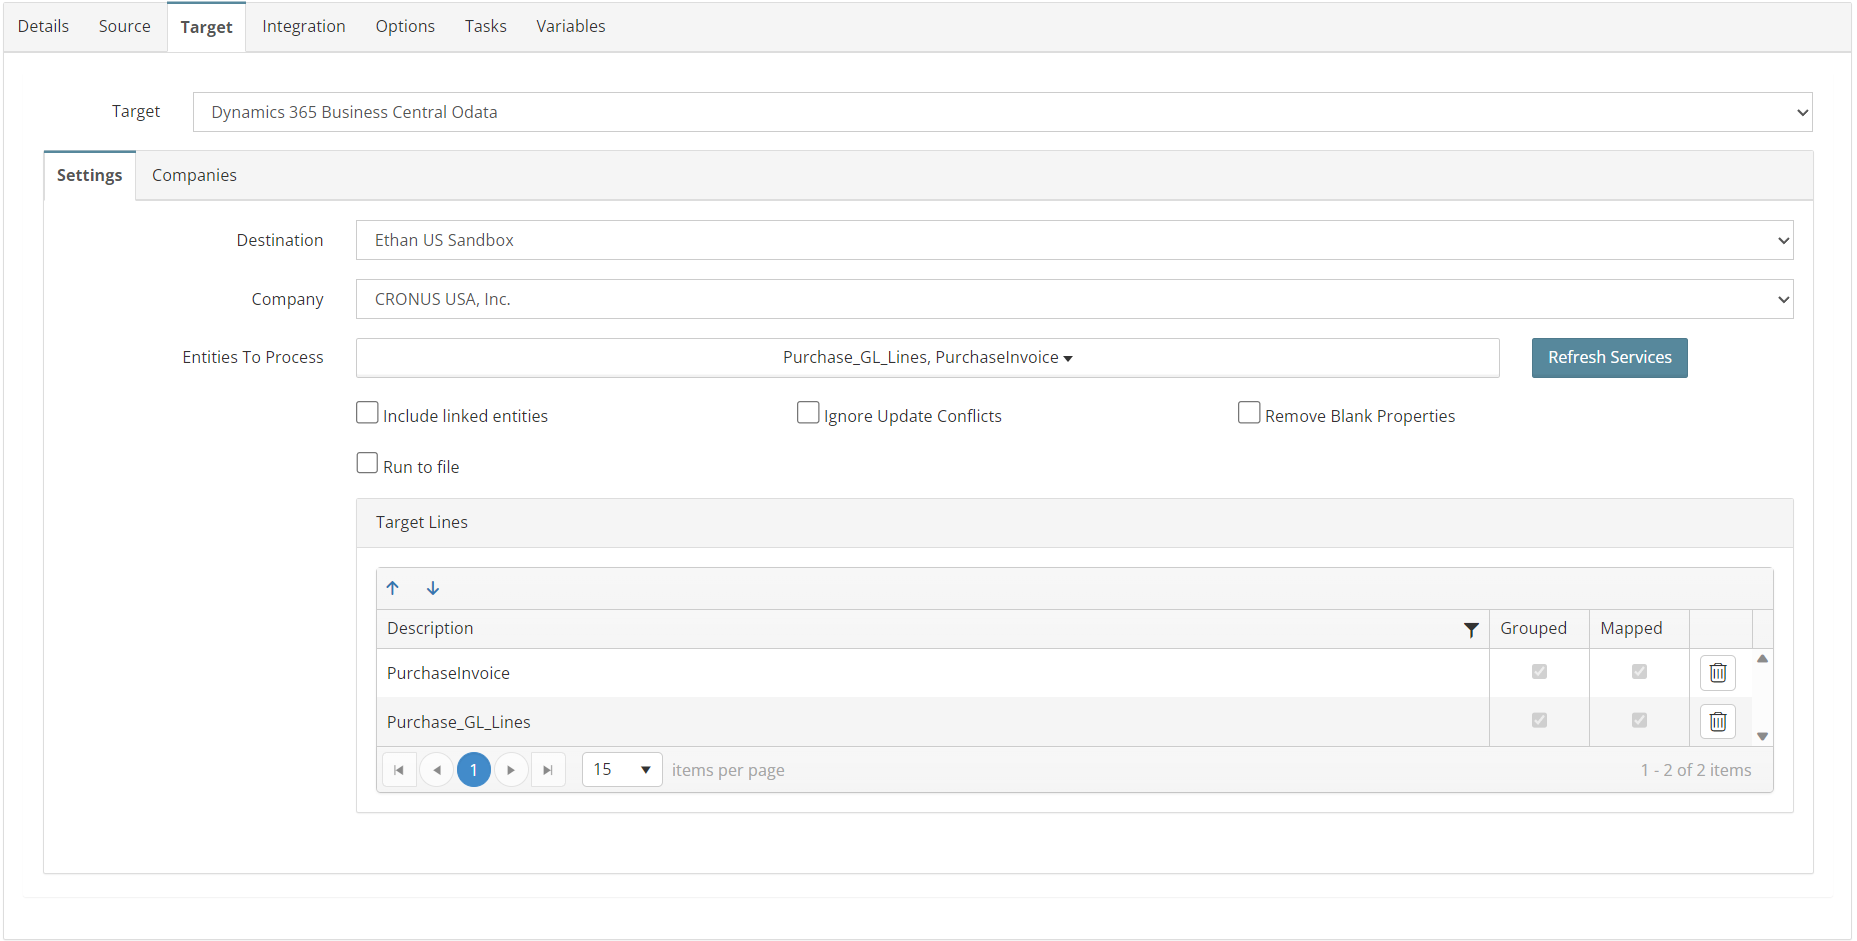 Details Source Target Integration Options Tasks Variables
Target Dynamics 365 Business Central Odata
Settings Companies
Destination Ethan US Sandbox
Company CRONUS USA, Inc.
Entities To Process Purchase_GL_Lines, PurchaseInvoice Refresh Services
Include linked entities Ignore Update Conflicts Remove Blank Properties
Run to file
Target Lines
Description Grouped Mapped
PurchaseInvoice
Purchase_GL_Lines
1 15 items per page 1 - 2 of 2 items